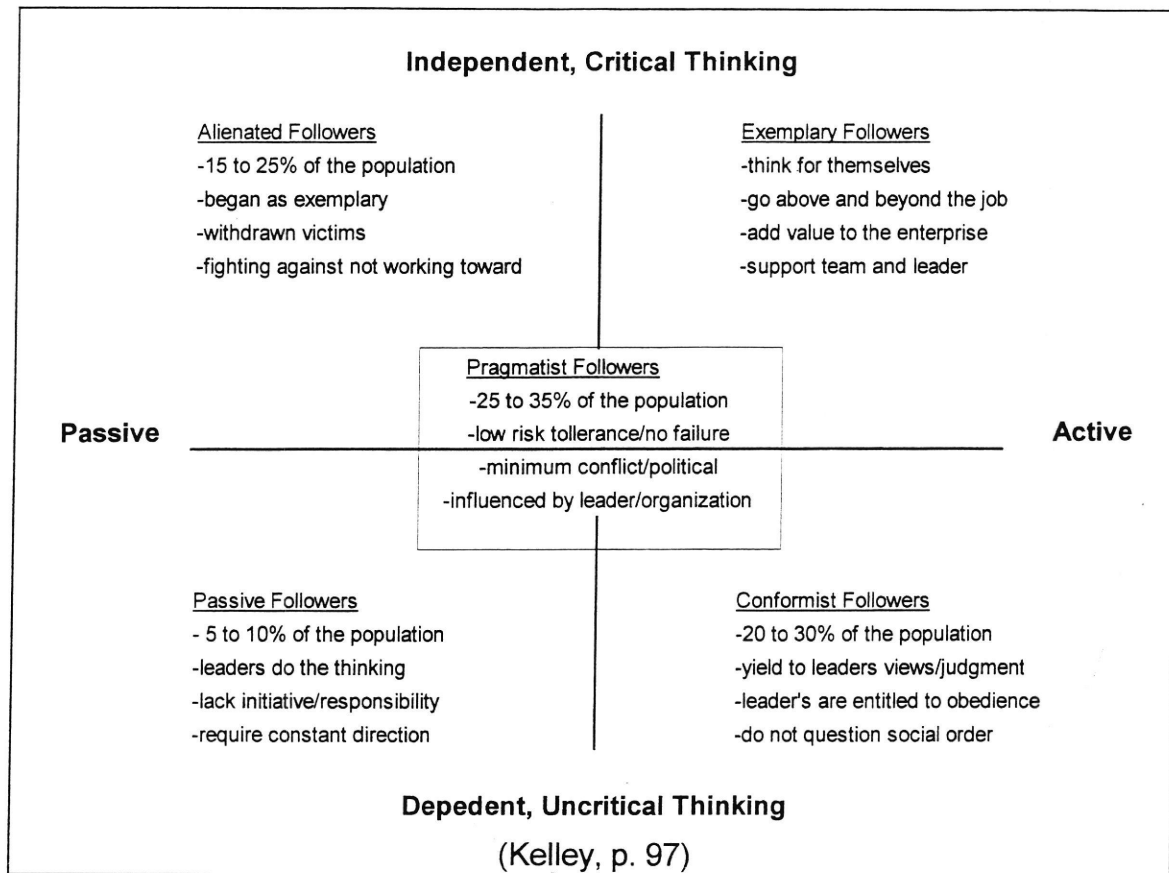 Independent, Critical Thinking
Alienated Followers
-15 to 25% of the population
-began as exemplary
-withdrawn victims
-fighting against not working toward
Exemplary Followers
-think for themselves
-go above and beyond the job
-add value to the enterprise
-support team and leader
Pragmatist Followers
-25 to 35% of the population
-low risk tollerance/no failure
-minimum conflict/political
-influenced by leader/organization
Passive
Active
Passive Followers
- 5 to 10% of the population
-leaders do the thinking
-lack initiative/responsibility
-require constant direction
Conformist Followers
-20 to 30% of the population
-yield to leaders views/judgment
-leader's are entitled to obedience
-do not question social order
Depedent, Uncritical Thinking
(Kelley, p. 97)